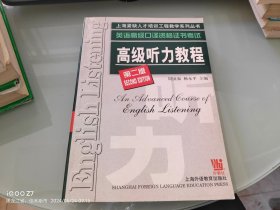 上海紧缺人才培训工程教学系列丛书
英语高级口译资格证书考试
高级听力教程
第二版
An Advanced Course of
English Listening
English Listening
上海外语教育出版社
SHANGHAI FOREIGN LANGUAGE EDUCATION PRESS